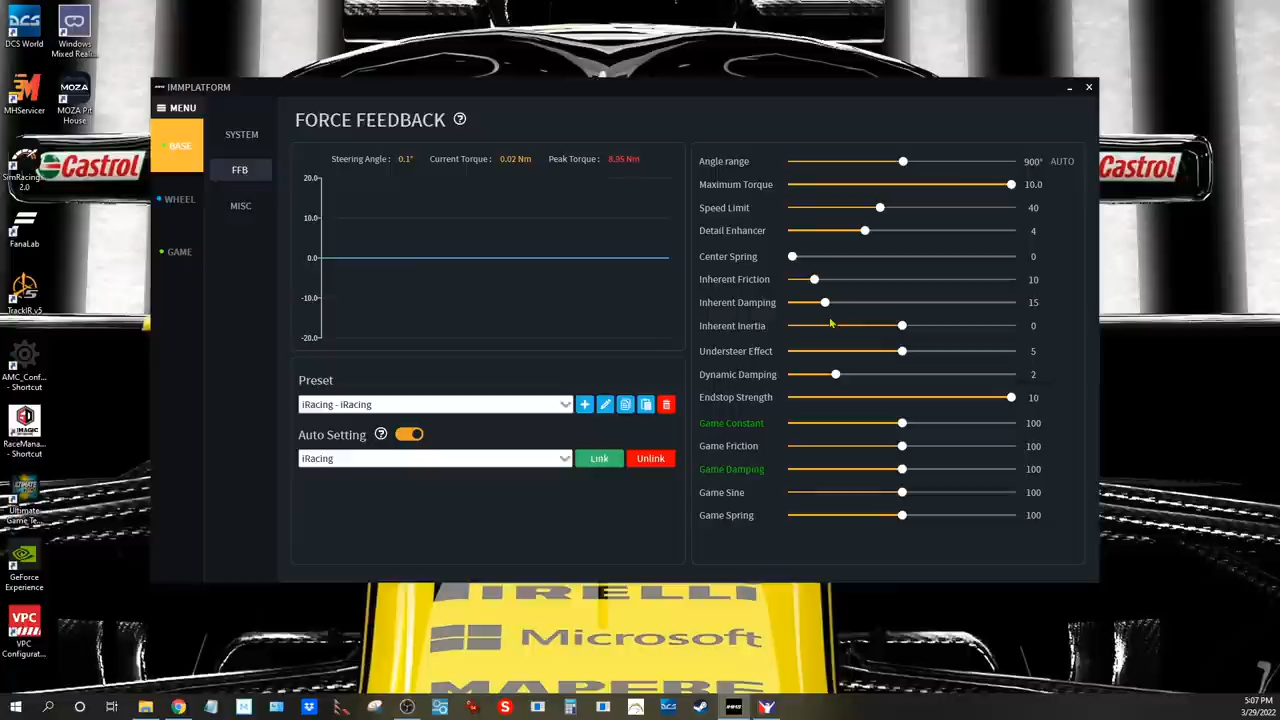 DCS World
Windows
Mixed Reali...
MHServicer
MOZA
MOZA Pit
House
SimRacing
2.0
FanaLab
TrackIR v5
AMC_Conf...
- Shortcut
RaceMana...
- Shortcut
Ultimate
Game Te...
GeForce
Experience
VPC
VPC
Configurat...
Castrol
Castrol
IMMPLATFORM
MENU
BASE
WHEEL
GAME
SYSTEM
FFB
MISC
FORCE FEEDBACK
Steering Angle : 0.1° Current Torque : 0.02 Nm Peak Torque : 8.95 Nm
20.0
10.0
0.0
-10.0
-20.0
Preset
iRacing - iRacing
Auto Setting
iRacing Link Unlink
Angle range 900° AUTO
Maximum Torque 10.0
Speed Limit 40
Detail Enhancer 4
Center Spring 0
Inherent Friction 10
Inherent Damping 15
Inherent Inertia 0
Understeer Effect 5
Dynamic Damping 2
Endstop Strength 10
Game Constant 100
Game Friction 100
Game Damping 100
Game Sine 100
Game Spring 100
IRELLI
Microsoft
MAPEBE
5:07 PM
3/29/2022